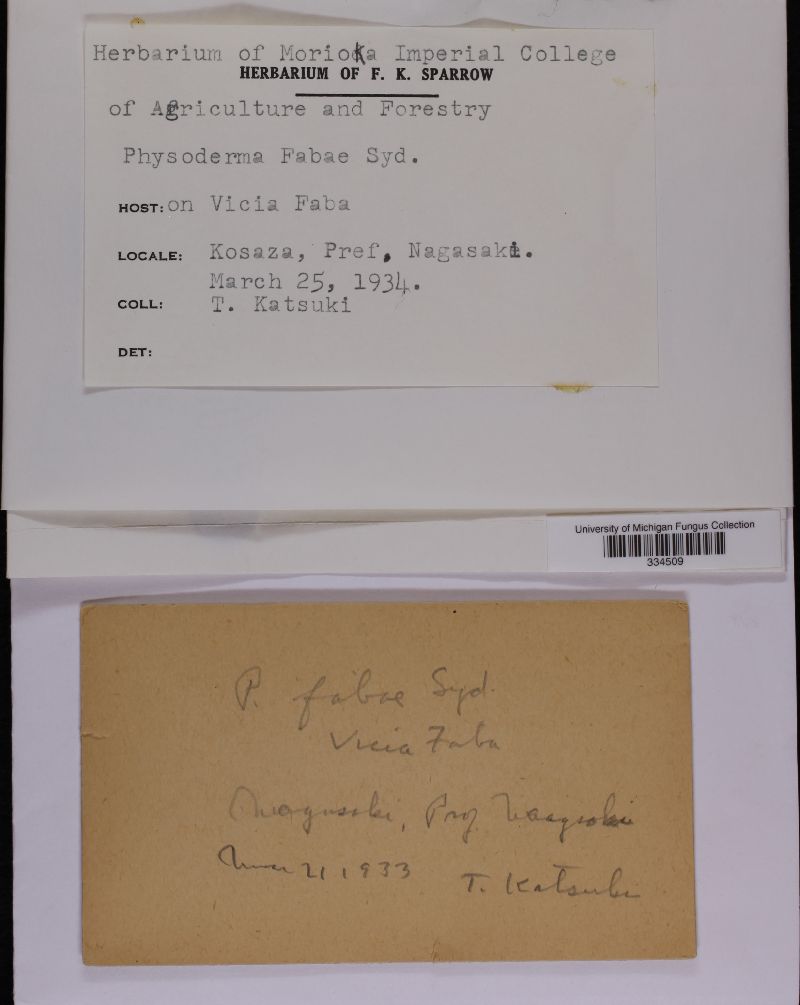 Herbarium of Morioka Imperial College
HERBARIUM OF F. K. SPARROW
of Agriculture and Forestry
Physoderma Fabae Syd.
HOST: on Vicia Faba
LOCALE: Kosaza, Pref. Nagasaki.
March 25, 1934.
COLL: T. Katsuki
DET:
University of Michigan Fungus Collection
334509
P. fabae Syd.
Vicia Faba
Nagasaki
21 1933 T. Katsuki